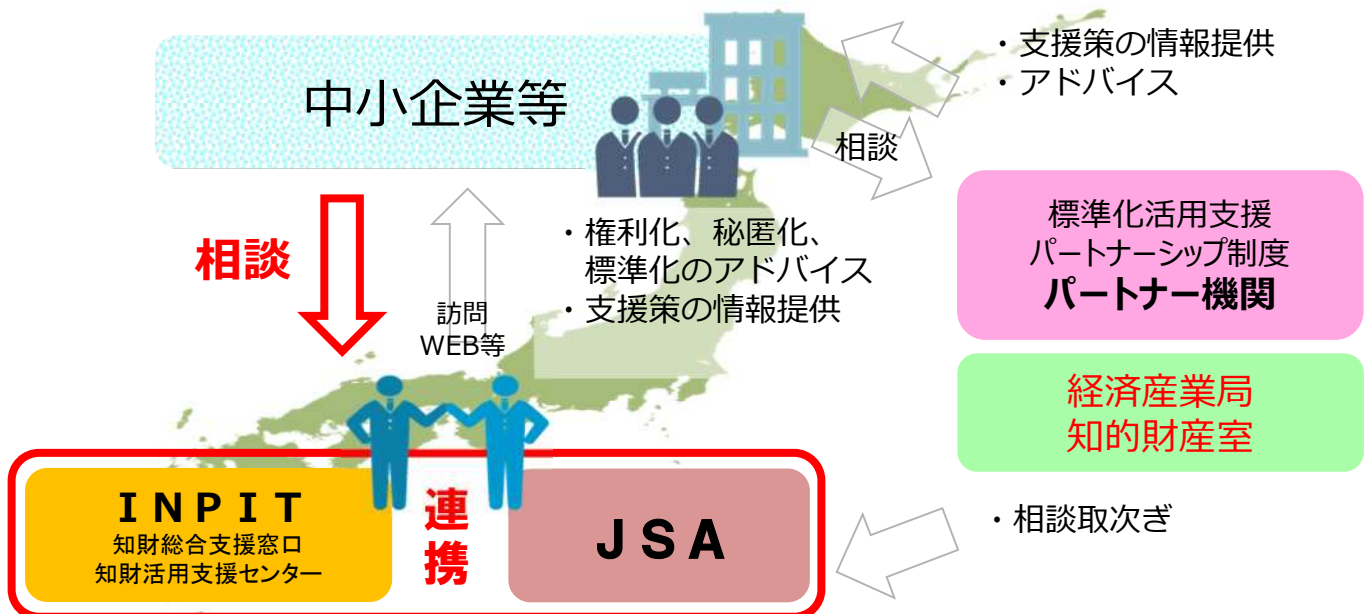 中小企業等
・支援策の情報提供
・アドバイス
相談
相談
訪問
WEB等
・権利化、秘匿化、
標準化のアドバイス
・支援策の情報提供
標準化活用支援
パートナーシップ制度
パートナー機関
経済産業局
知的財産室
・相談取次ぎ
ＩＮＰＩＴ
知財総合支援窓口
知財活用支援センター
連携
ＪＳＡ